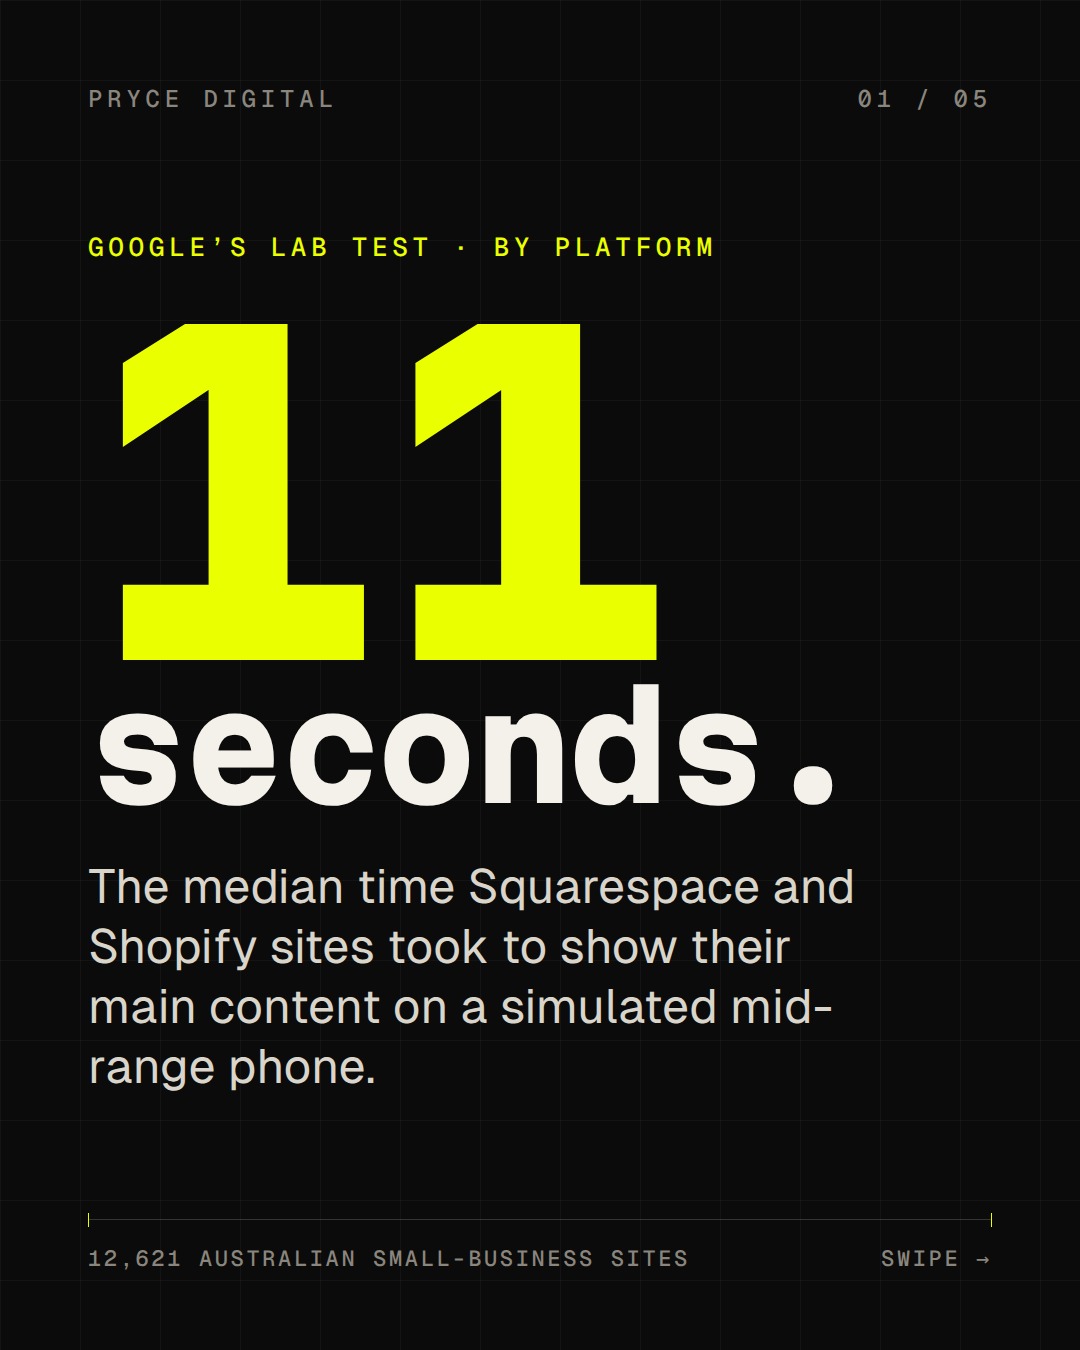 PRYCE DIGITAL
01 / 05
GOOGLE’S LAB TEST · BY PLATFORM
11
seconds.
The median time Squarespace and
Shopify sites took to show their
main content on a simulated mid-
range phone.
12,621 AUSTRALIAN SMALL-BUSINESS SITES
SWIPE →